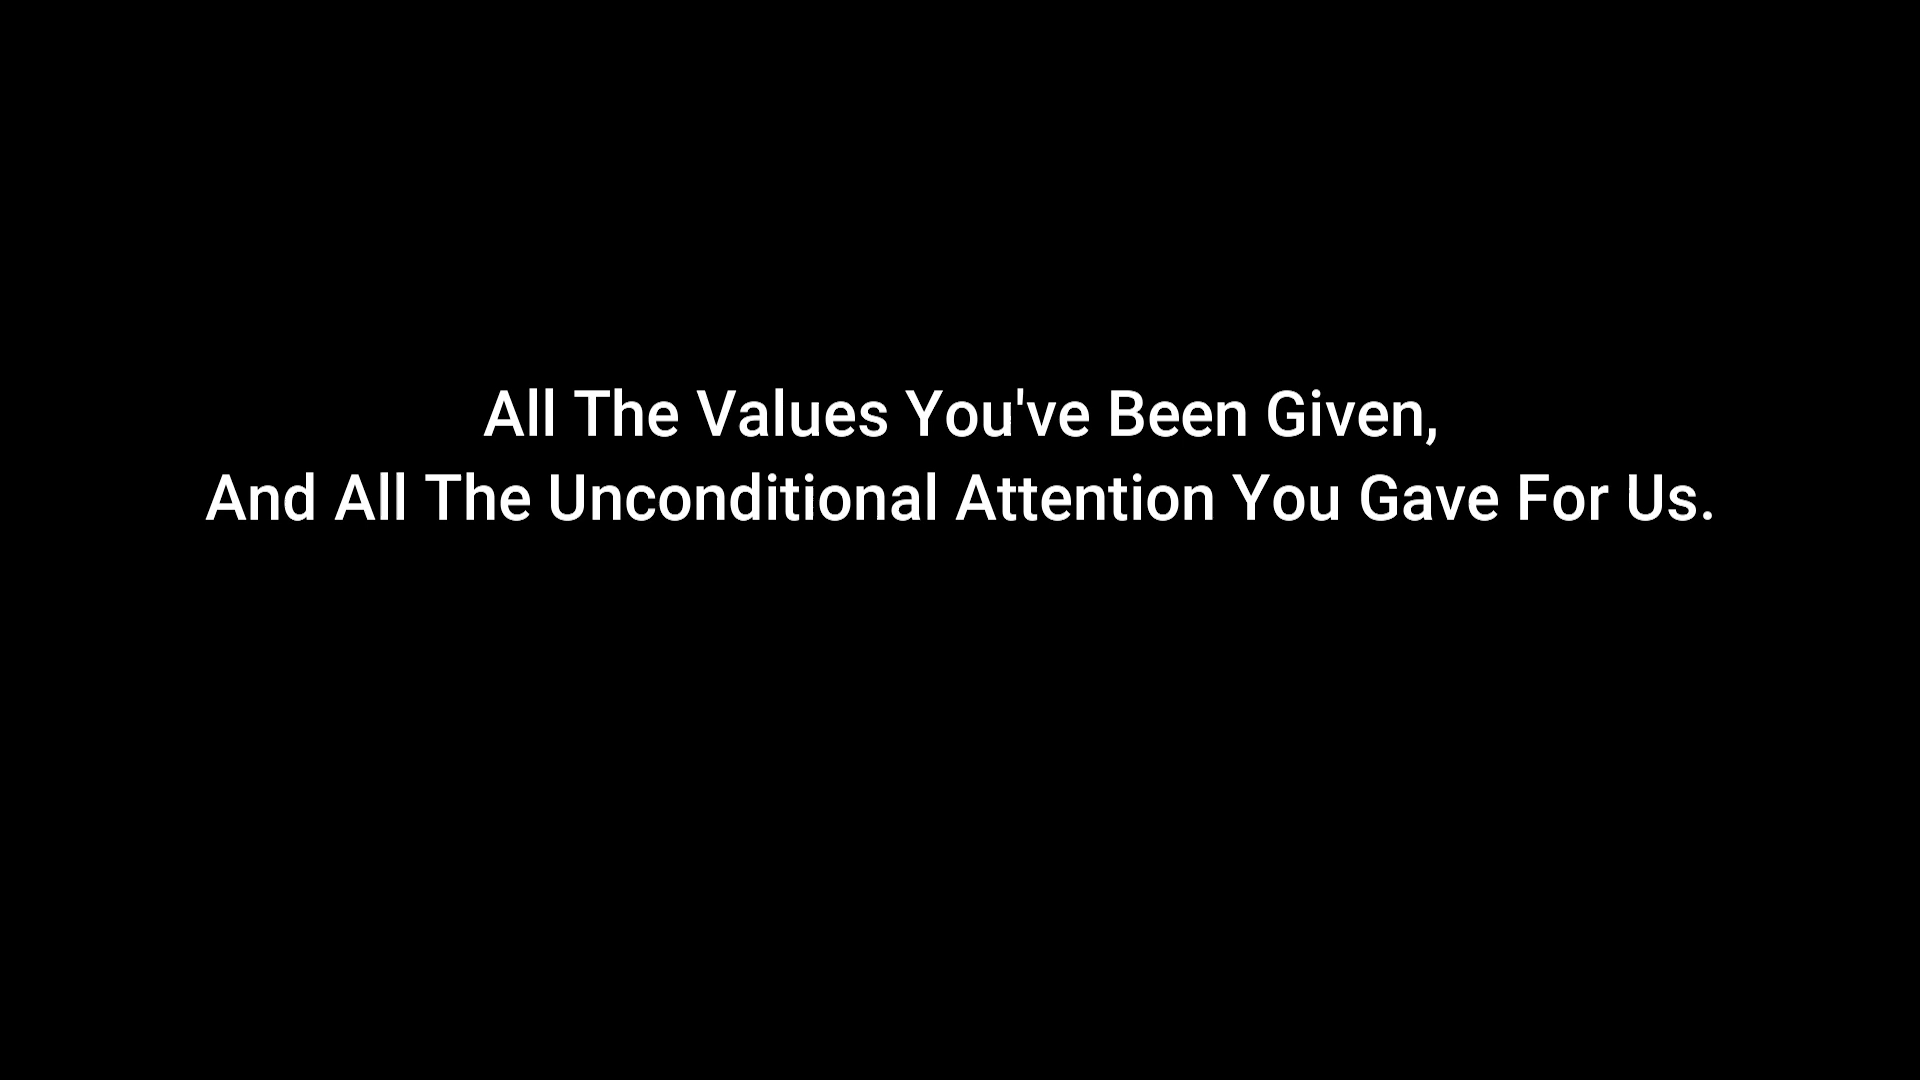 All The Values You've Been Given,
And All The Unconditional Attention You Gave For Us.